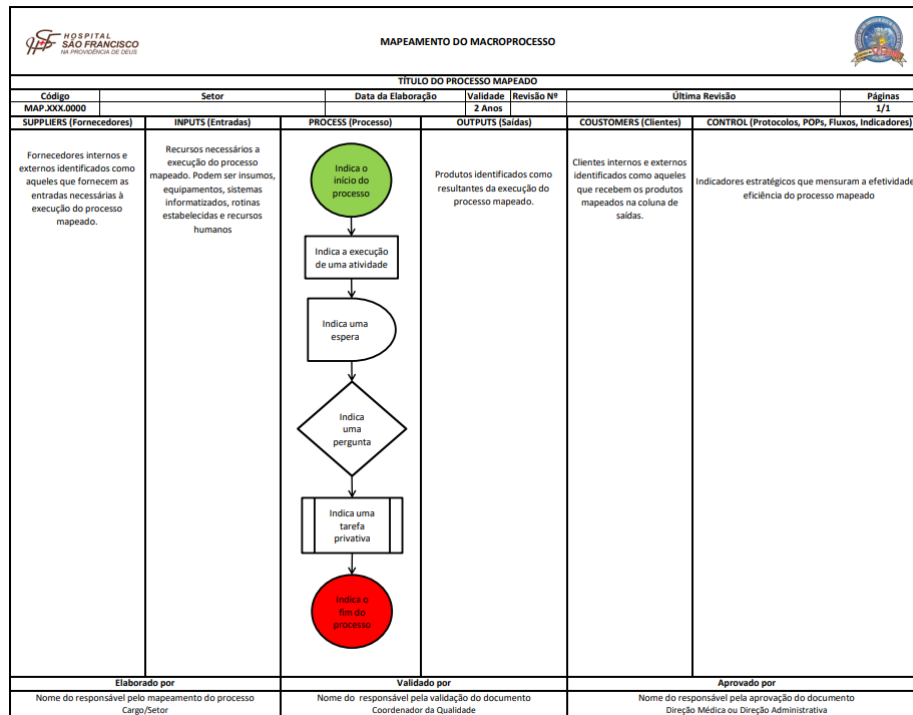 HOSPITAL
SÃO FRANCISCO
NA PROVIDÊNCIA DE DEUS
MAPEAMENTO DO MACROPROCESSO
TÍTULO DO PROCESSO MAPEADO
Código Setor Data da Elaboração Validade Revisão Nº Última Revisão Páginas
MAP.XXX.0000 2 Anos 1/1
SUPPLIERS (Fornecedores) INPUTS (Entradas) PROCESS (Processo) OUTPUTS (Saídas) COUSTOMERS (Clientes) CONTROL (Protocolos, POPs, Fluxos, Indicadores)
Fornecedores internos e
externos identificados como
aqueles que fornecem as
entradas necessárias à
execução do processo
mapeado.
Recursos necessários a
execução do processo
mapeado. Podem ser insumos,
equipamentos, sistemas
informatizados, rotinas
estabelecidas e recursos
humanos
Indica o
início do
processo
Indica a execução
de uma atividade
Indica uma
espera
Indica
uma
pergunta
Indica uma
tarefa
privativa
Indica o
fim do
processo
Produtos identificados como
resultantes da execução do
processo mapeado.
Clientes internos e externos
identificados como aqueles
que recebem os produtos
mapeados na coluna de
saídas.
Indicadores estratégicos que mensuram a efetividade
eficiência do processo mapeado
Elaborado por Validado por Aprovado por
Nome do responsável pelo mapeamento do processo Nome do responsável pela validação do documento Nome do responsável pela aprovação do documento
Cargo/Setor Coordenador da Qualidade Direção Médica ou Direção Administrativa